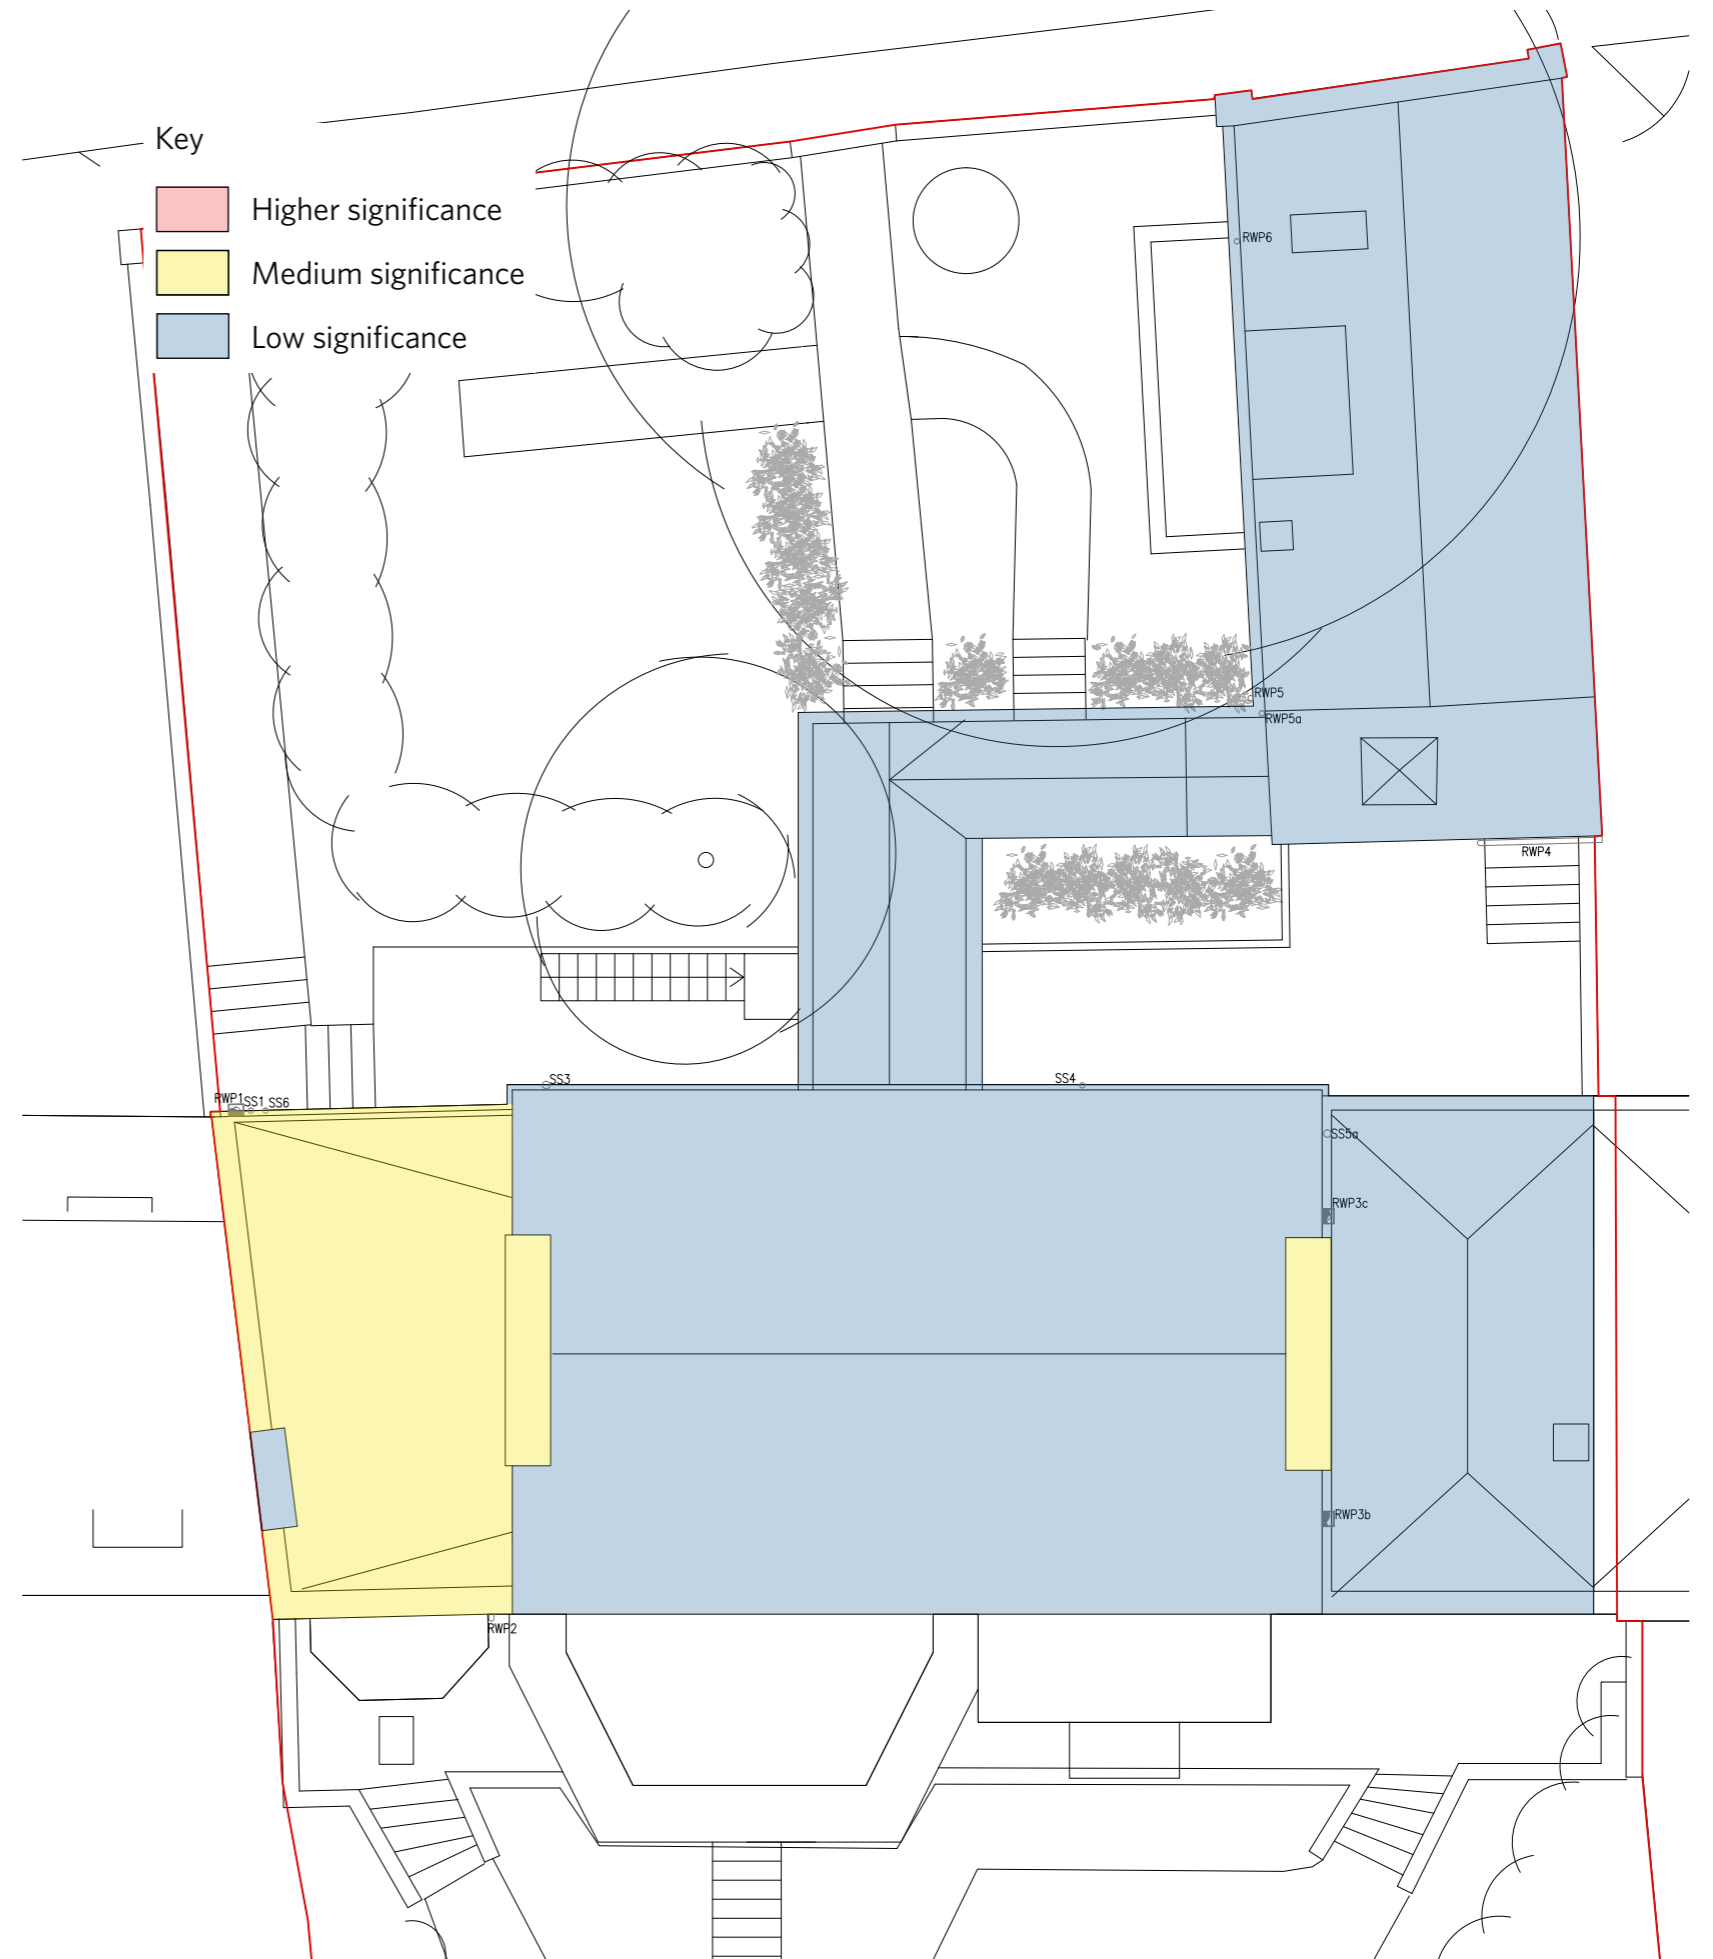 Key
Higher significance
Medium significance
Low significance
RWP6
RWP5
RWP5a
RWP4
SS3
SS4
RWP1
SS1
SS6
SS5a
RWP3c
RWP3b
RWP2